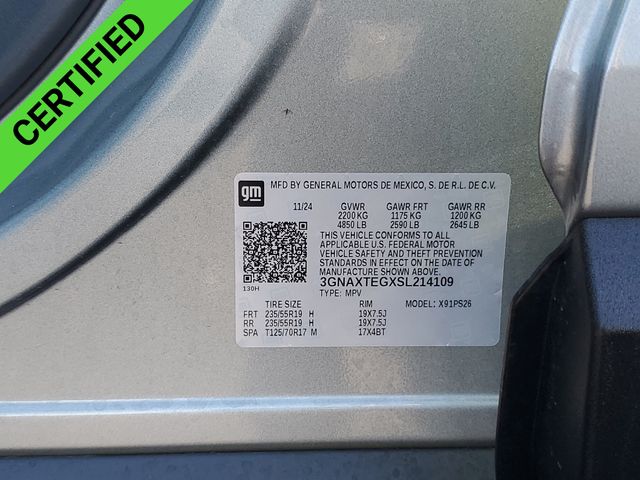 CERTIFIED
gm
MFD BY GENERAL MOTORS DE MEXICO, S. DE R.L. DE C.V.
11/24 GVWR GAWR FRT GAWR RR
2200 KG 1175 KG 1200 KG
4850 LB 2590 LB 2645 LB
THIS VEHICLE CONFORMS TO ALL
APPLICABLE U.S. FEDERAL MOTOR
VEHICLE SAFETY AND THEFT PREVENTION
STANDARDS IN EFFECT ON THE DATE OF
MANUFACTURE SHOWN ABOVE.
3GNAXTEGXSL214109
130H
TYPE: MPV
TIRE SIZE RIM MODEL: X91PS26
FRT 235/55R19 H 19X7.5J
RR 235/55R19 H 19X7.5J
SPA T125/70R17 M 17X4BT